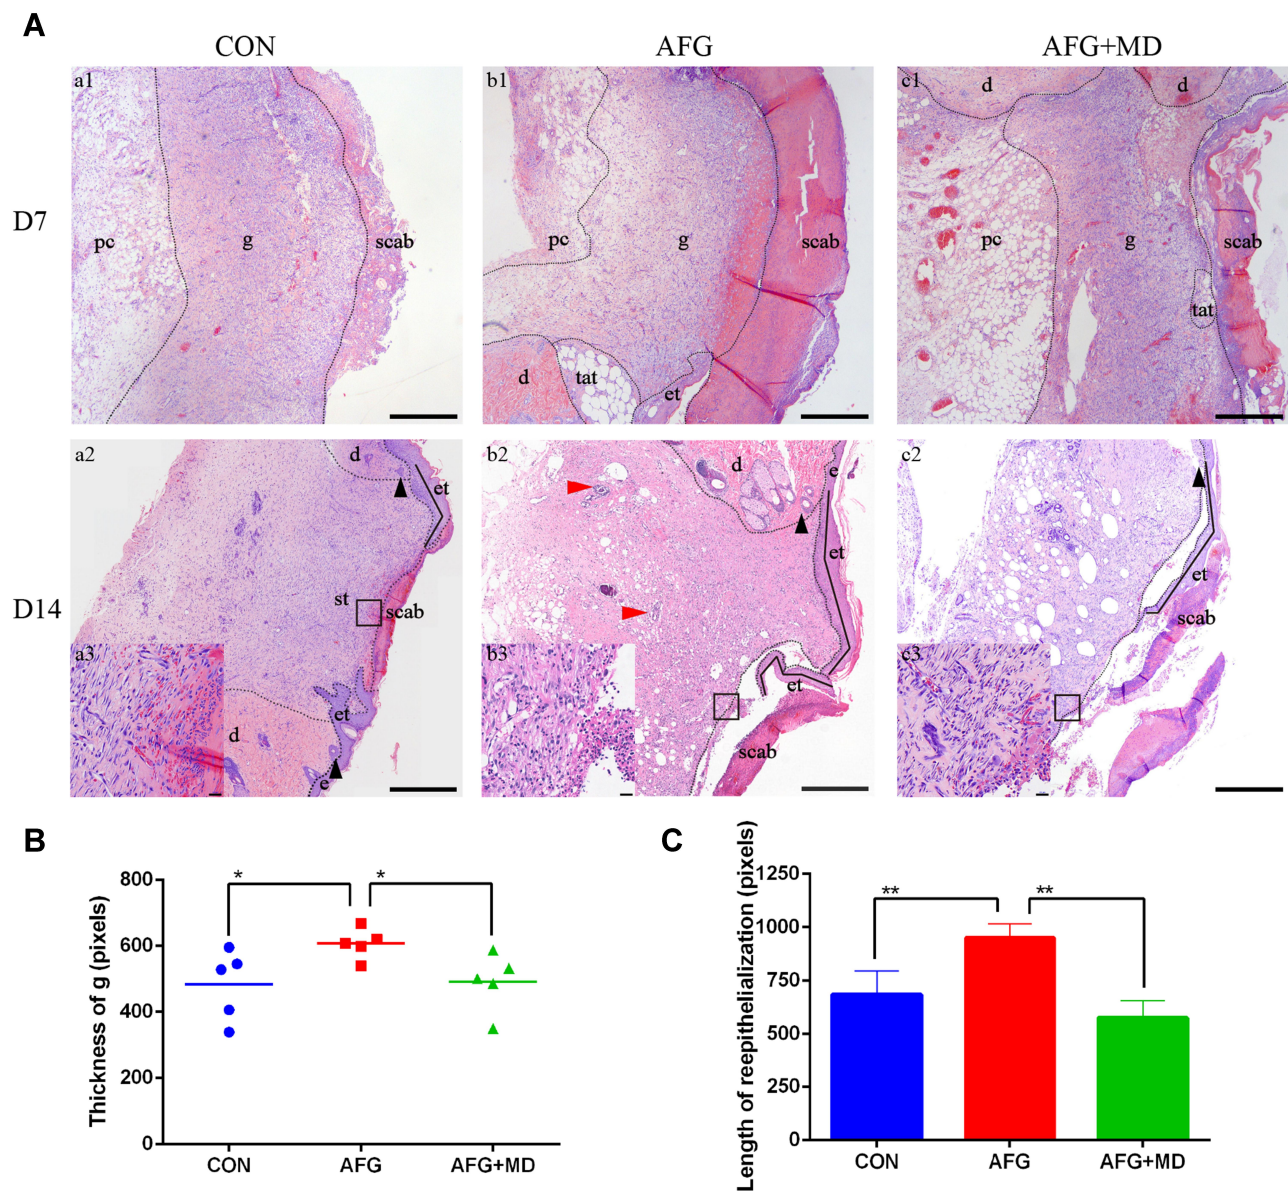 A
CON AFG AFG+MD
D7
a1
pc g scab
b1
pc g scab
d tat et
c1
d d
pc g scab
tat
D14
a2
d et
st scab
a3
et
d
e
b2
d e
et
b3
et
scab
c2
et
scab
c3
B
Thickness of g (pixels)
800
600
400
200
0
* *
CON AFG AFG+MD
C
Length of reepithelialization (pixels)
1250
1000
750
500
250
0
** **
CON AFG AFG+MD